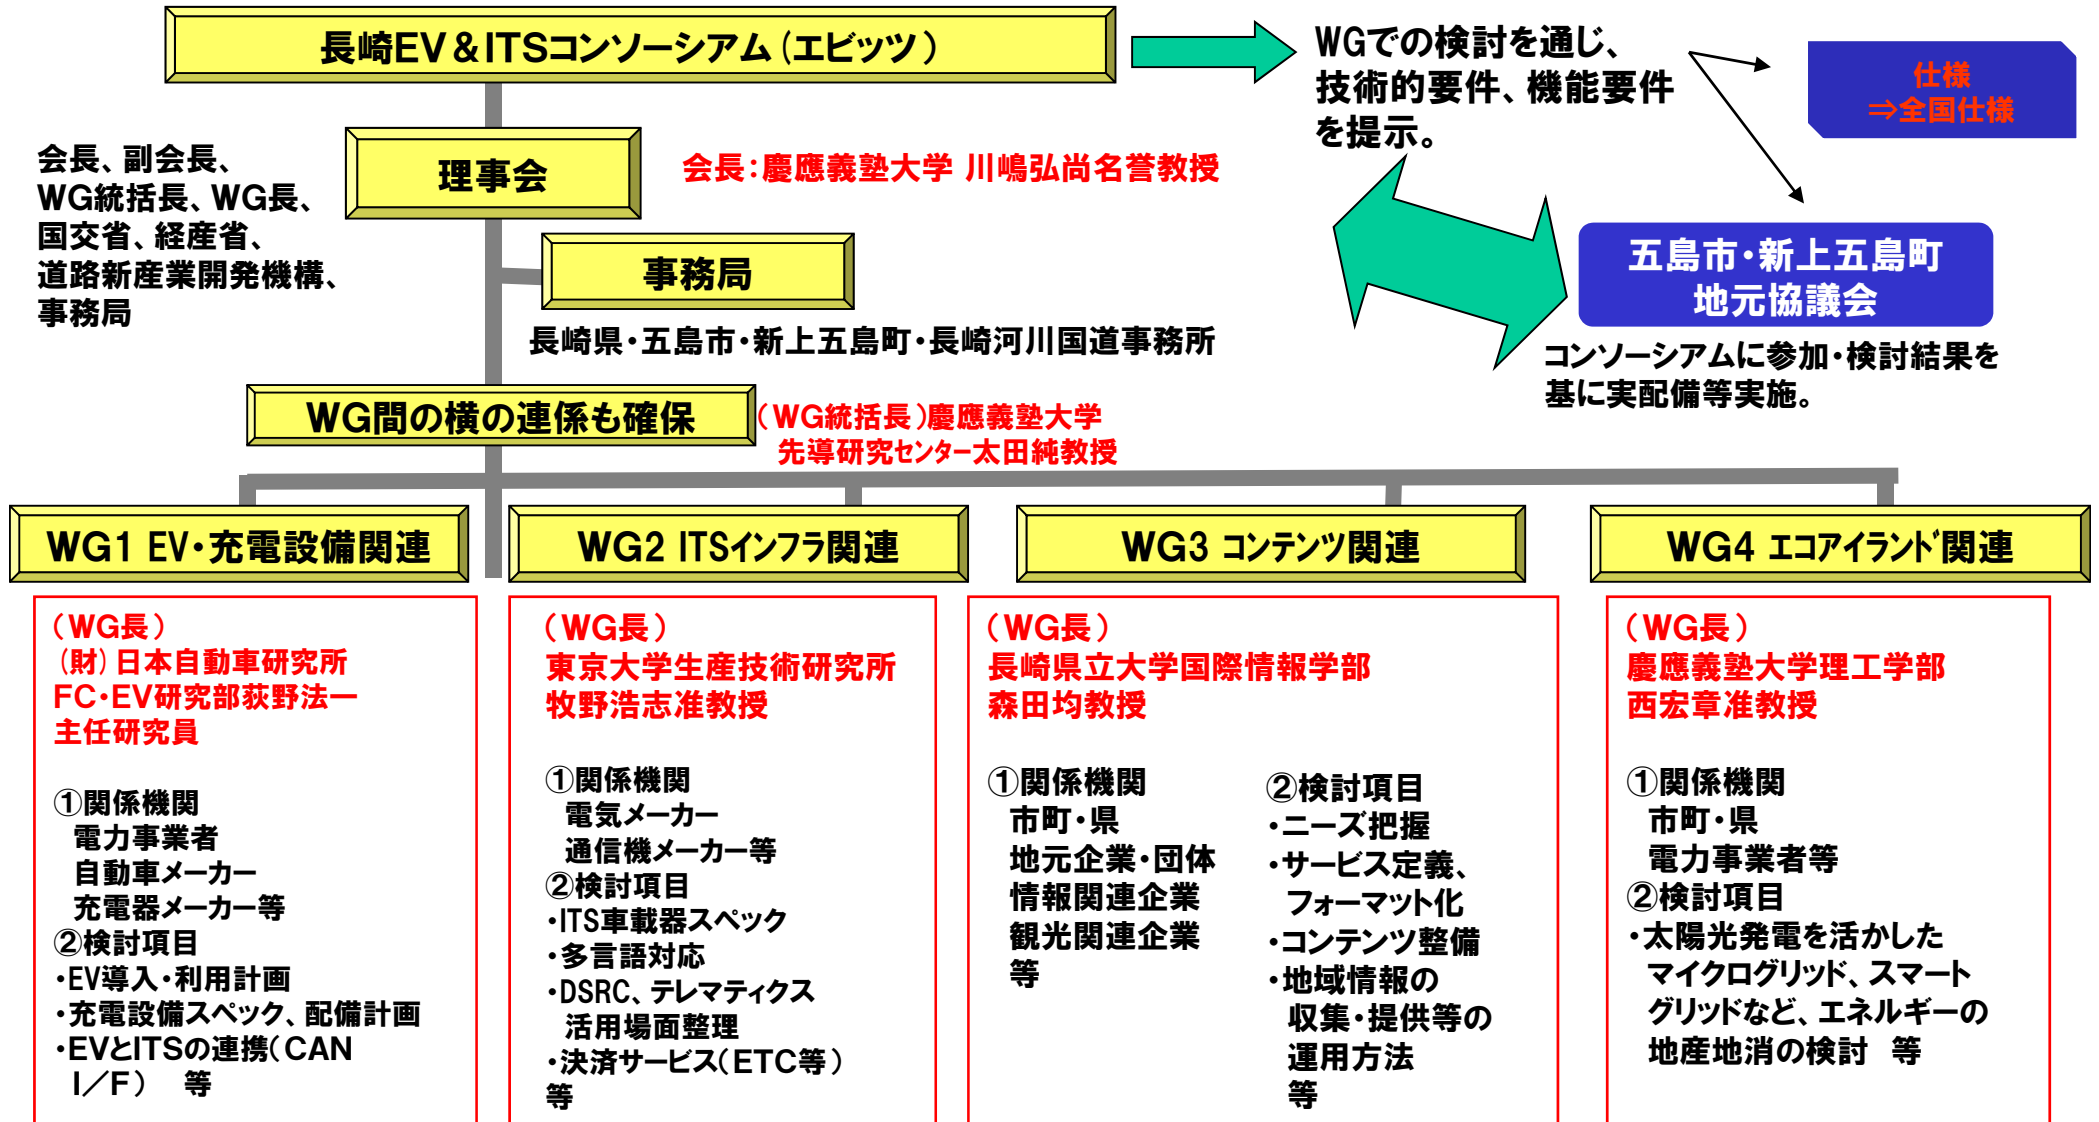 長崎EV＆ITSコンソーシアム（エビッツ）
WGでの検討を通じ、
技術的要件、機能要件
を提示。
仕様
⇒全国仕様
会長、副会長、
WG統括長、WG長、
国交省、経産省、
道路新産業開発機構、
事務局
理事会
会長：慶應義塾大学 川嶋弘尚名誉教授
事務局
長崎県・五島市・新上五島町・長崎河川国道事務所
五島市・新上五島町
地元協議会
コンソーシアムに参加・検討結果を
基に実配備等実施。
WG間の横の連係も確保
（WG統括長）慶應義塾大学
先導研究センター太田純教授
WG1 EV・充電設備関連
（WG長）
（財）日本自動車研究所
FC・EV研究部荻野法一
主任研究員
①関係機関
電力事業者
自動車メーカー
充電器メーカー等
②検討項目
・EV導入・利用計画
・充電設備スペック、配備計画
・EVとITSの連携（CAN
I／F）　等
WG2 ITSインフラ関連
（WG長）
東京大学生産技術研究所
牧野浩志准教授
①関係機関
電気メーカー
通信機メーカー等
②検討項目
・ITS車載器スペック
・多言語対応
・DSRC、テレマティクス
活用場面整理
・決済サービス（ETC等）
等
WG3 コンテンツ関連
（WG長）
長崎県立大学国際情報学部
森田均教授
①関係機関
市町・県
地元企業・団体
情報関連企業
観光関連企業
等
②検討項目
・ニーズ把握
・サービス定義、
フォーマット化
・コンテンツ整備
・地域情報の
収集・提供等の
運用方法
等
WG4 エコアイランド関連
（WG長）
慶應義塾大学理工学部
西宏章准教授
①関係機関
市町・県
電力事業者等
②検討項目
・太陽光発電を活かした
マイクログリッド、スマート
グリッドなど、エネルギーの
地産地消の検討　等